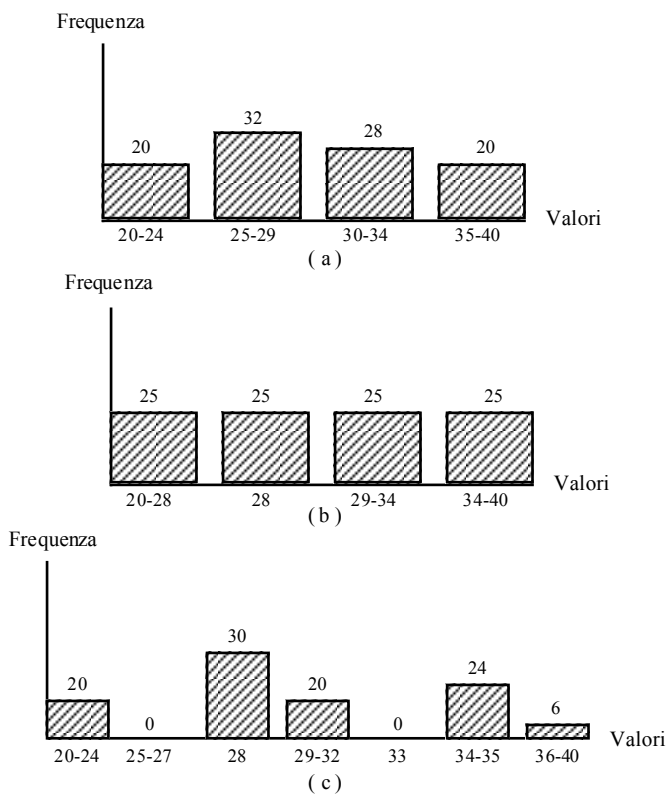 Frequenza
32
28
20
20
Valori
20-24 25-29 30-34 35-40
( a )
Frequenza
25 25 25 25
Valori
20-28 28 29-34 34-40
( b )
Frequenza
30
24
20 20
6
0 0
Valori
20-24 25-27 28 29-32 33 34-35 36-40
( c )